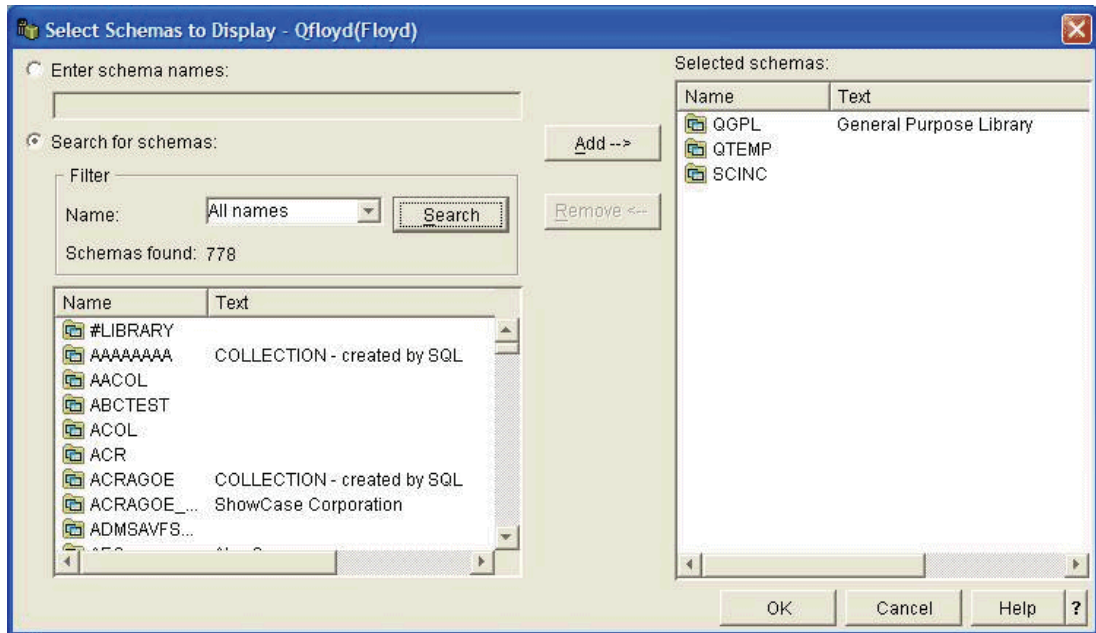 Select Schemas to Display - Qfloyd(Floyd)
Enter schema names:
Search for schemas:
Filter
Name: All names Search
Schemas found: 778
Name Text
#LIBRARY
AAAAAAAA COLLECTION - created by SQL
AACOL
ABCTEST
ACOL
ACR
ACRAGOE COLLECTION - created by SQL
ACRAGOE_... ShowCase Corporation
ADMSAVFS...
Add -->
Remove <--
Selected schemas:
Name Text
QGPL General Purpose Library
QTEMP
SCINC
OK Cancel Help ?